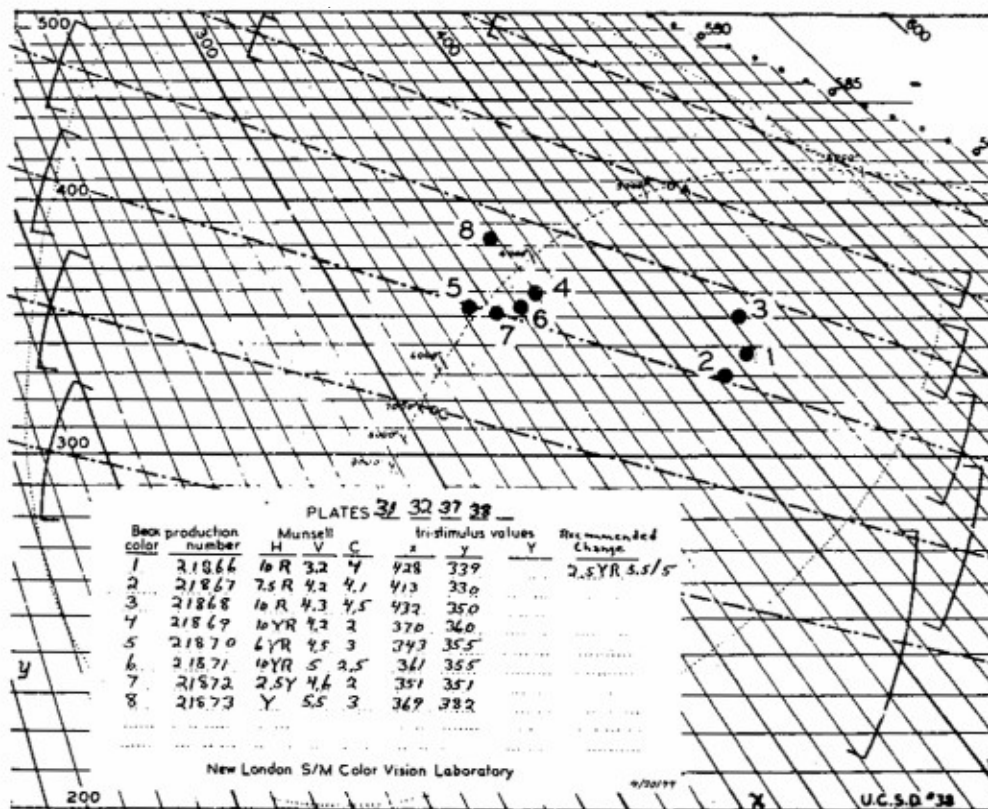 500
300
400
580
600
585
400
8
5
4
3
7
6
1
2
300
PLATES 31 32 37 38
Beck production Munsell tri-stimulus values Recommended
color number H V C x y Y Change
1 21866 10 R 3.2 4 428 339 2.5YR 3.5/5
2 21867 7.5 R 4.2 4.1 413 330
3 21868 10 R 4.3 4.5 432 350
4 21869 10YR 4.2 2 370 360
5 21870 6YR 4.5 3 343 355
6 21871 10YR 5 2.5 361 355
7 21872 2.5Y 4.6 2 351 351
8 21873 Y 5.5 3 369 382
y
New London S/M Color Vision Laboratory
200
x
U.C.S.D #38